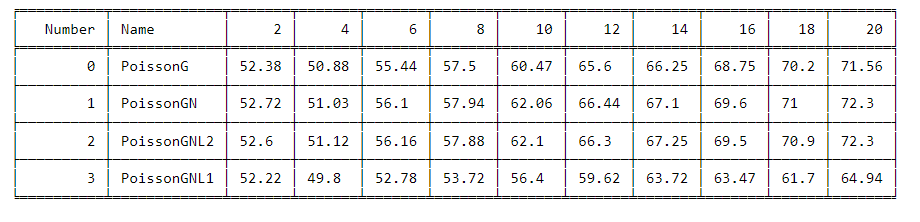 Number Name 2 4 6 8 10 12 14 16 18 20
0 PoissonG 52.38 50.88 55.44 57.5 60.47 65.6 66.25 68.75 70.2 71.56
1 PoissonGN 52.72 51.03 56.1 57.94 62.06 66.44 67.1 69.6 71 72.3
2 PoissonGNL2 52.6 51.12 56.16 57.88 62.1 66.3 67.25 69.5 70.9 72.3
3 PoissonGNL1 52.22 49.8 52.78 53.72 56.4 59.62 63.72 63.47 61.7 64.94